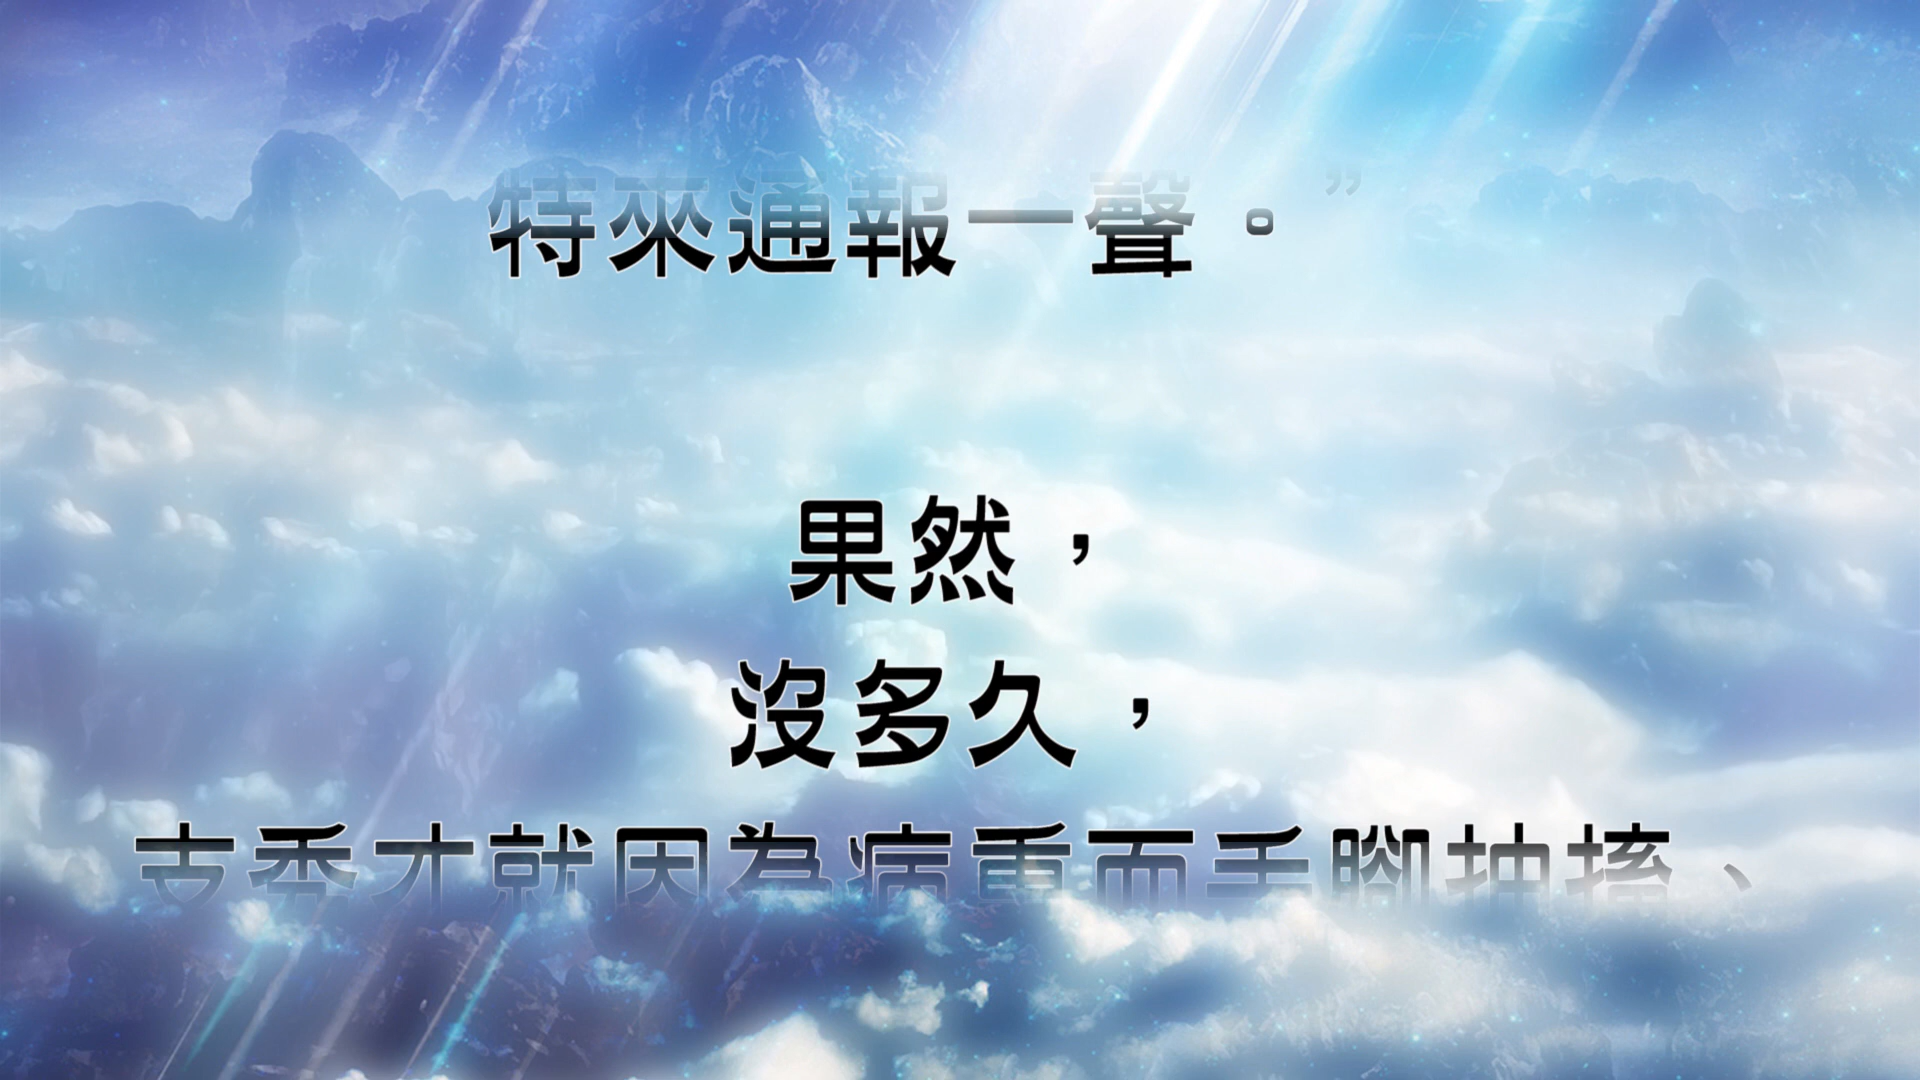 特來通報一聲。”
果然，
沒多久，
支秀才就因為病重而手腳抽搐、